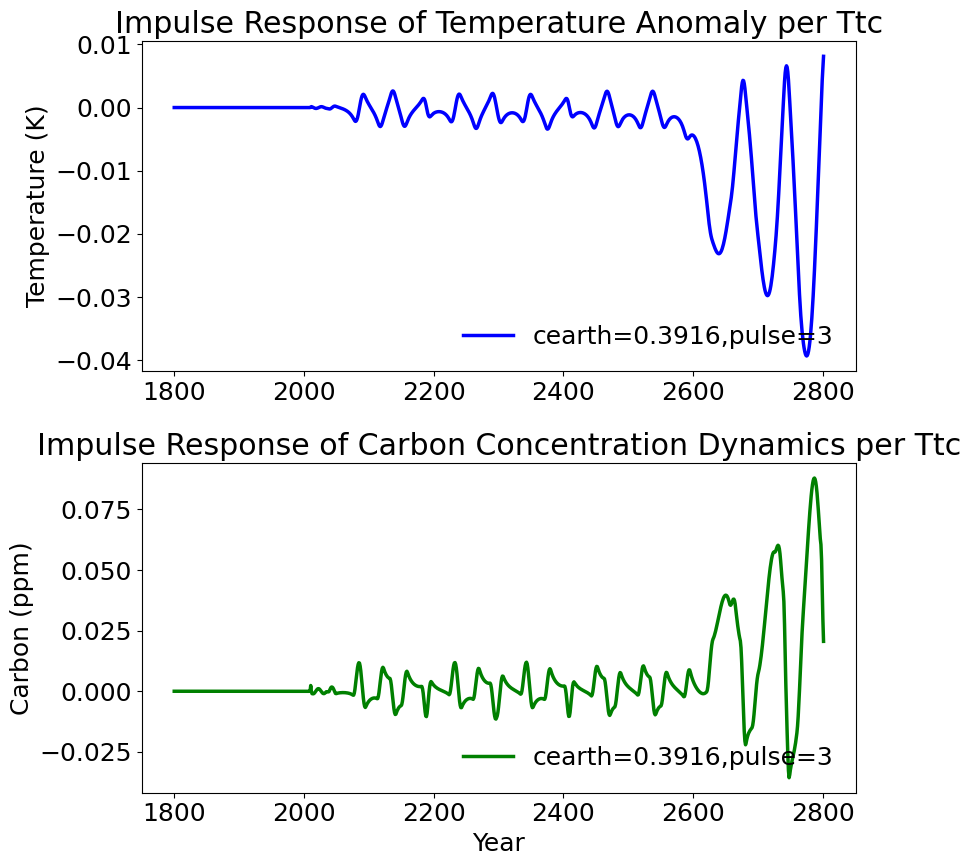 Impulse Response of Temperature Anomaly per Ttc
0.01
0.00
−0.01
−0.02
−0.03
−0.04
Temperature (K)
cearth=0.3916,pulse=3
1800 2000 2200 2400 2600 2800
Impulse Response of Carbon Concentration Dynamics per Ttc
0.075
0.050
0.025
0.000
−0.025
Carbon (ppm)
cearth=0.3916,pulse=3
1800 2000 2200 2400 2600 2800
Year